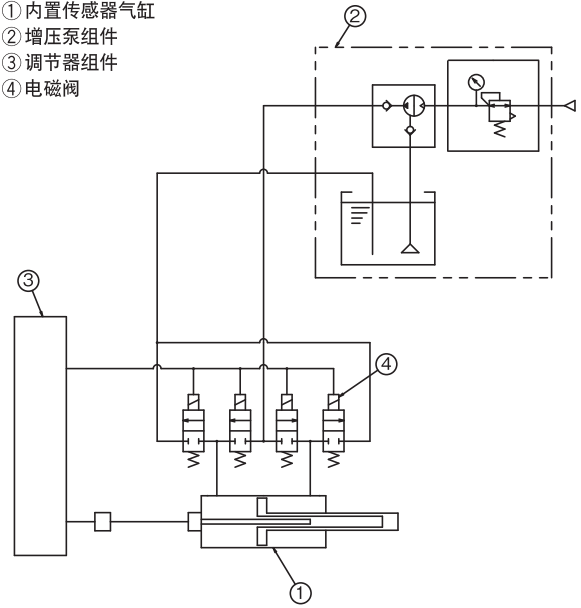 ① 内置传感器气缸
② 增压泵组件
③ 调节器组件
④ 电磁阀
②
③
④
①